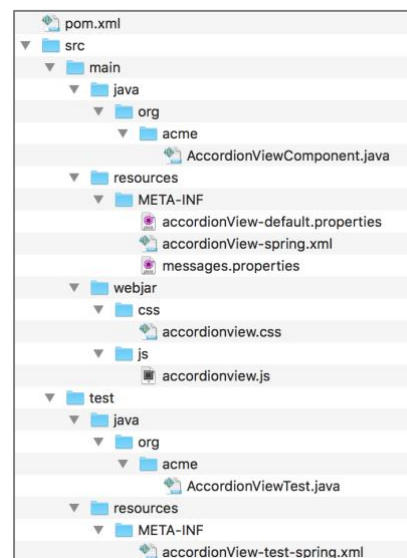 pom.xml
src
main
java
org
acme
AccordionViewComponent.java
resources
META-INF
accordionView-default.properties
accordionView-spring.xml
messages.properties
webjar
css
accordionview.css
js
accordionview.js
test
java
org
acme
AccordionViewTest.java
resources
META-INF
accordionView-test-spring.xml